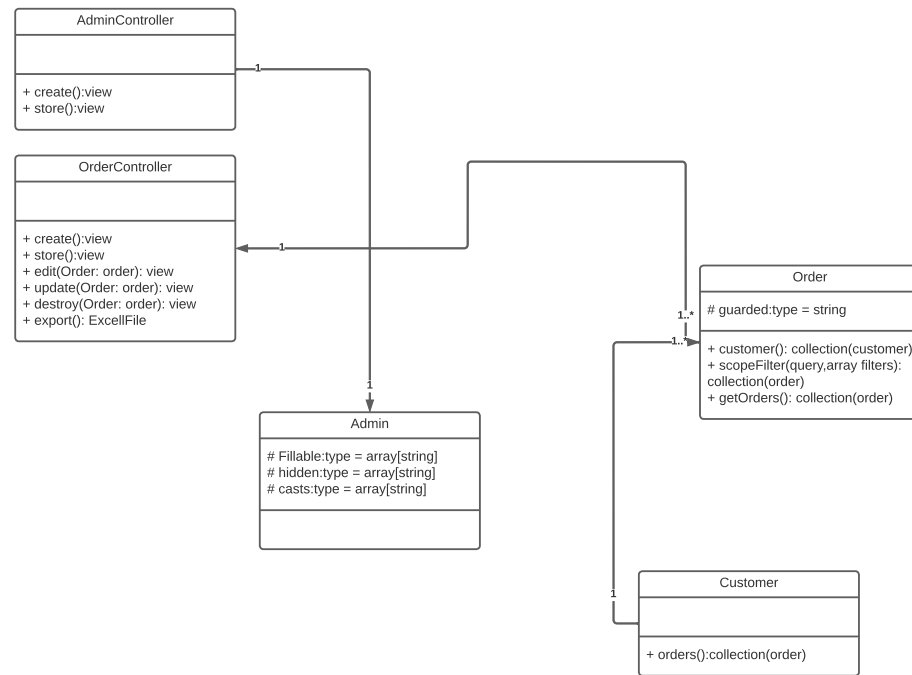 AdminController
1
+ create():view
+ store():view
OrderController
1
+ create():view
+ store():view
+ edit(Order: order): view
+ update(Order: order): view
+ destroy(Order: order): view
+ export(): ExcellFile
Order
# guarded:type = string
1..*
1..*
+ customer(): collection(customer)
+ scopeFilter(query,array filters):
collection(order)
+ getOrders(): collection(order)
1
Admin
# Fillable:type = array[string]
# hidden:type = array[string]
# casts:type = array[string]
Customer
1
+ orders():collection(order)